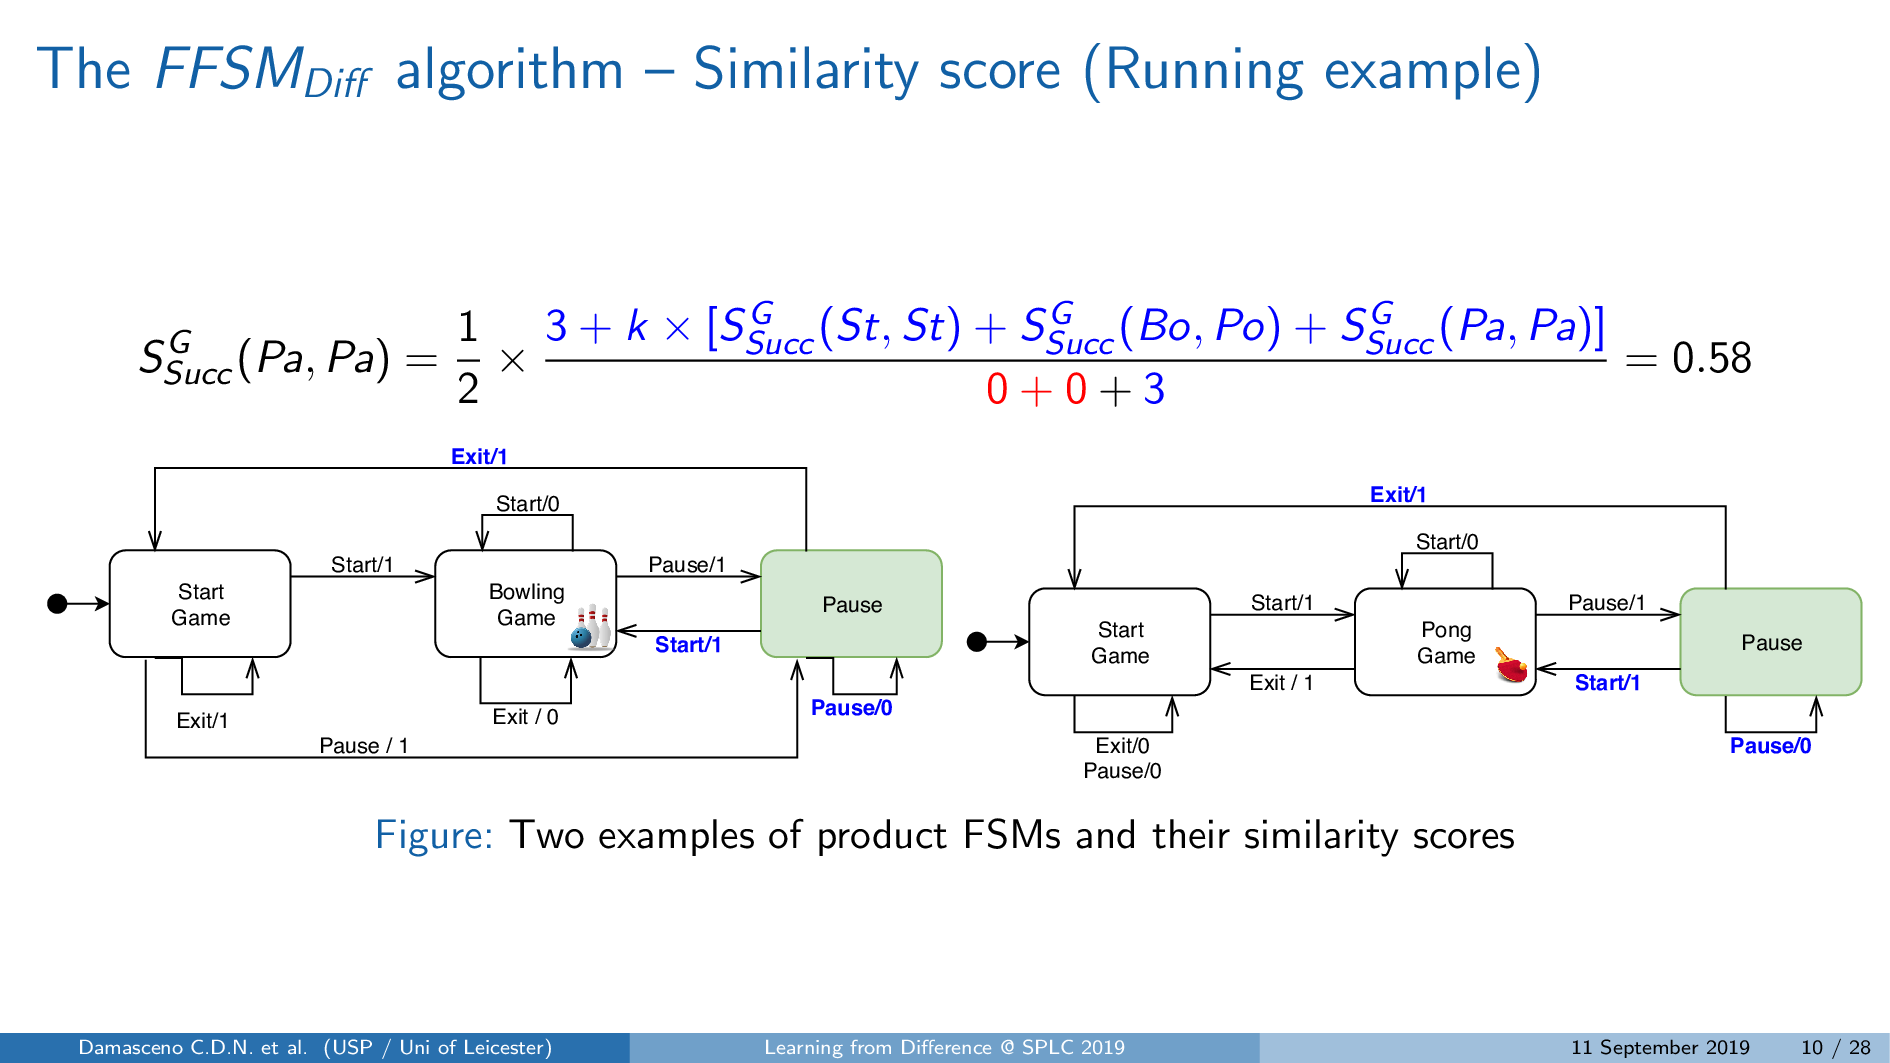 The FFSM_Diff algorithm – Similarity score (Running example)
S^G_Succ(Pa, Pa) = 1/2 × (3 + k × [S^G_Succ(St, St) + S^G_Succ(Bo, Po) + S^G_Succ(Pa, Pa)]) / (0 + 0 + 3) = 0.58
Exit/1
Start/0
Start/1
Pause/1
Start
Game
Bowling
Game
Pause
Start/1
Exit/1
Exit / 0
Pause/0
Pause / 1
Exit/1
Start/0
Start/1
Pause/1
Start
Game
Pong
Game
Pause
Exit / 1
Start/1
Exit/0
Pause/0
Pause/0
Figure: Two examples of product FSMs and their similarity scores
Damasceno C.D.N. et al. (USP / Uni of Leicester)
Learning from Difference @ SPLC 2019
11 September 2019
10 / 28